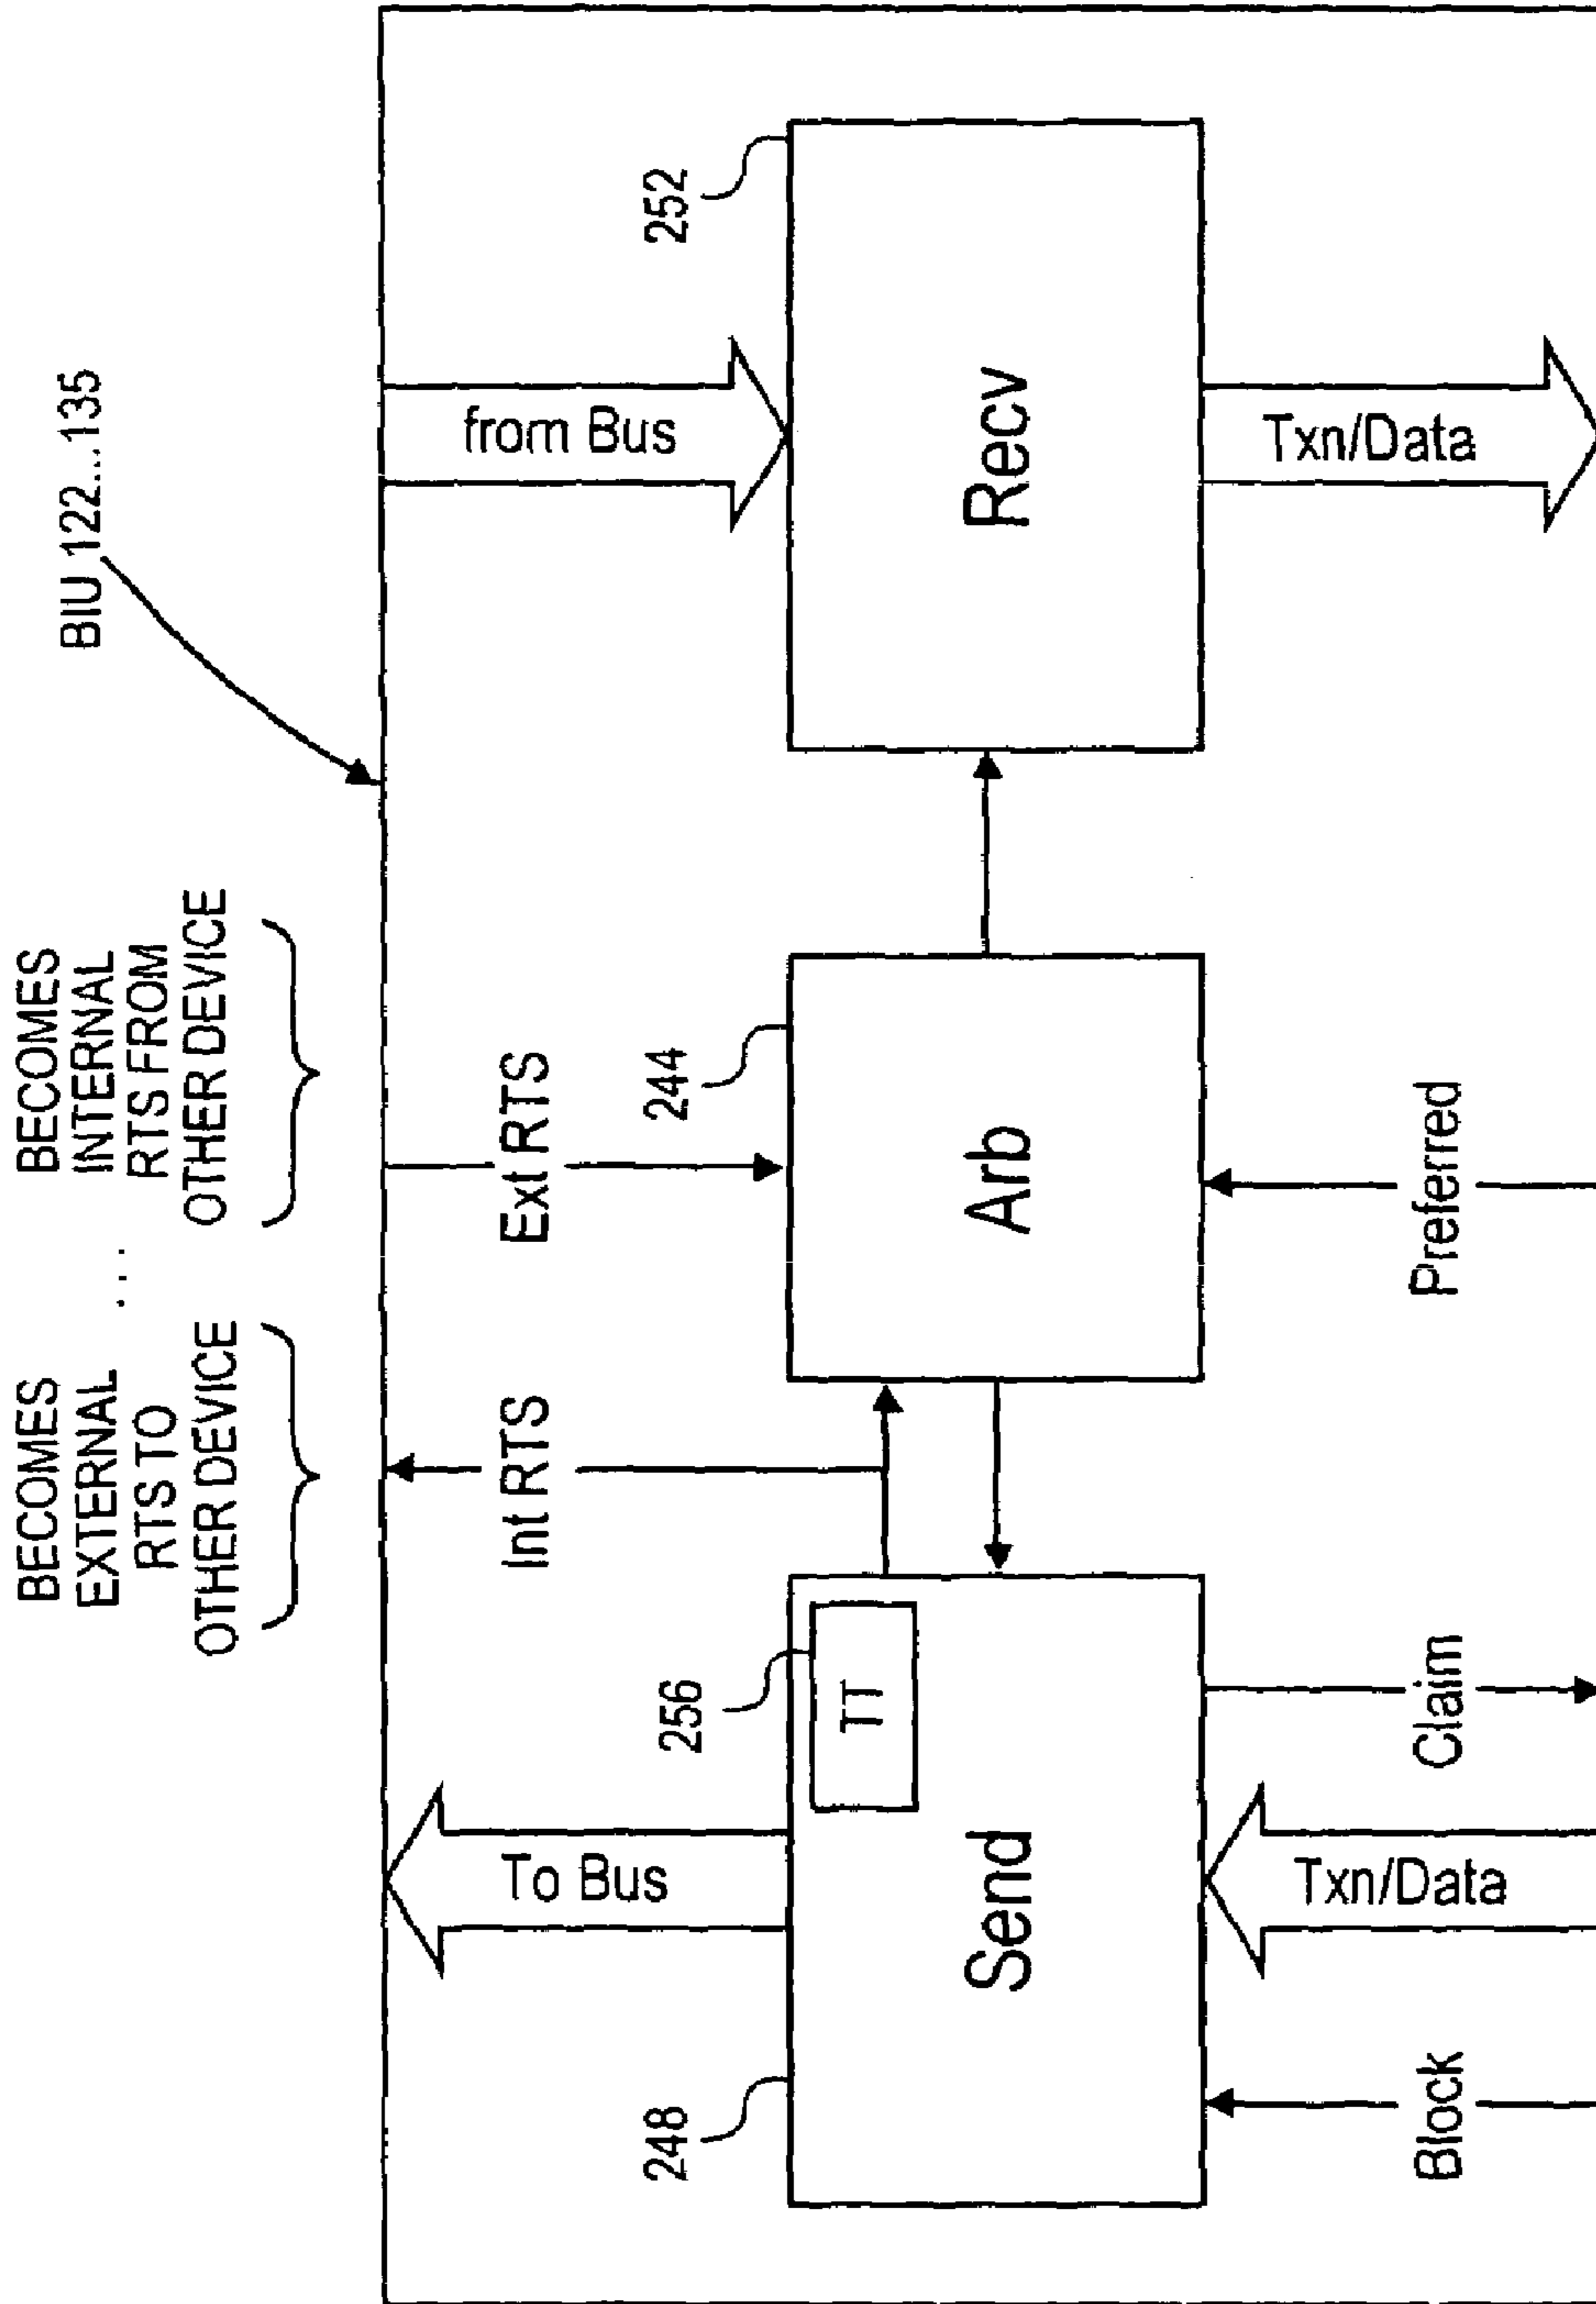 BECOMES
EXTERNAL
RTS TO
OTHER DEVICE
...
BECOMES
INTERNAL
RTS FROM
OTHER DEVICE
BIU 122...135
To Bus
Int RTS
Ext RTS
from Bus
248
256
244
252
TT
Send
Arb
Recv
Block
Txn/Data
Claim
Preferred
Txn/Data